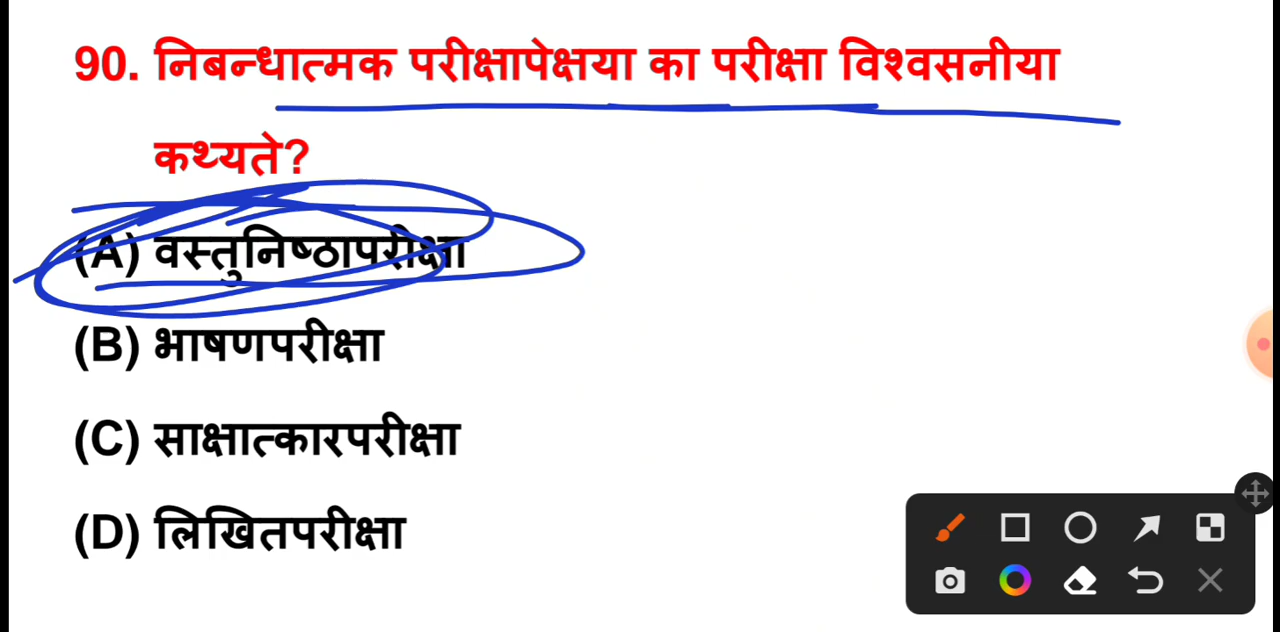 90. निबन्धात्मक परीक्षापेक्षया का परीक्षा विश्वसनीया
कथ्यते?
(A) वस्तुनिष्ठापरीक्षा
(B) भाषणपरीक्षा
(C) साक्षात्कारपरीक्षा
(D) लिखितपरीक्षा